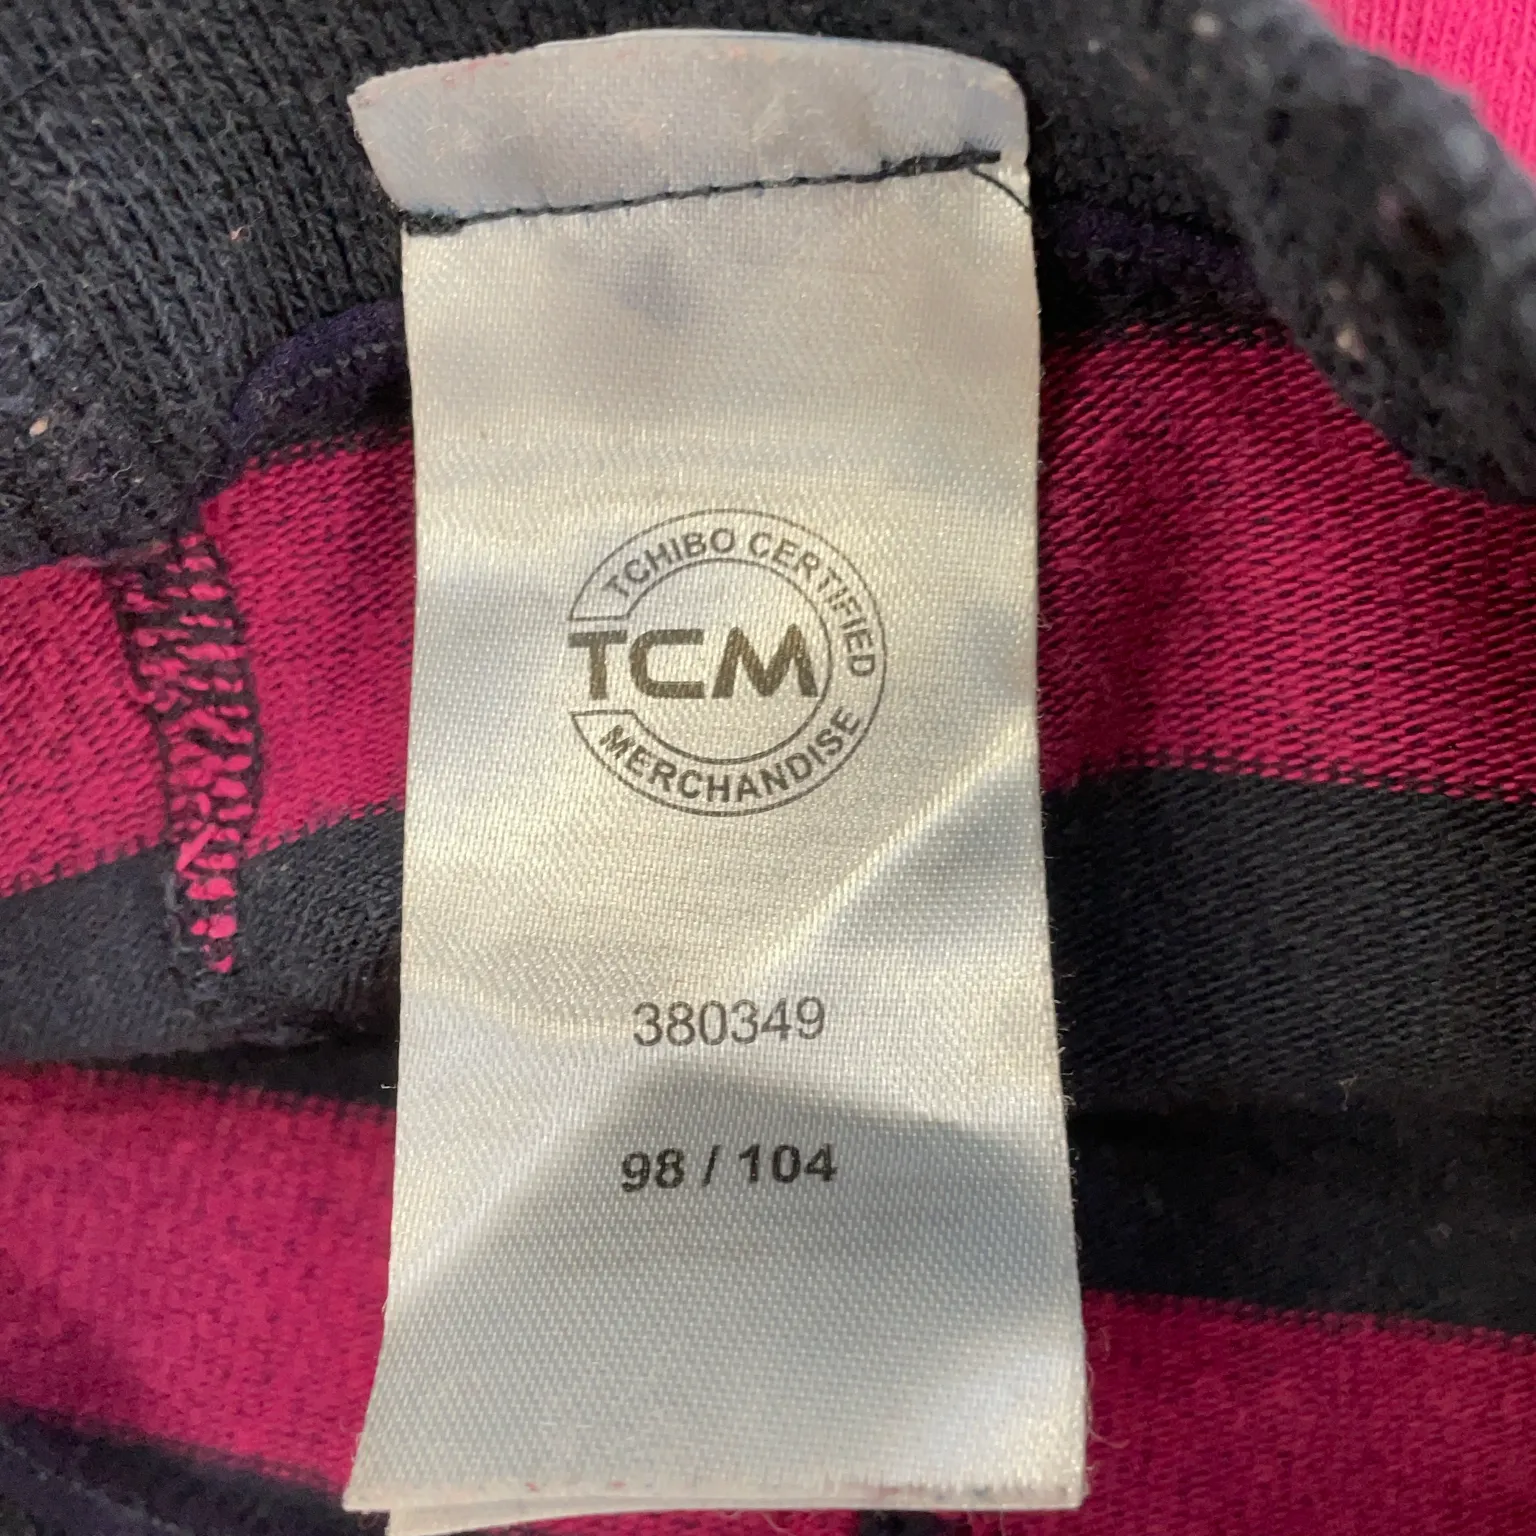 TCHIBO CERTIFIED
TCM
MERCHANDISE
380349
98 / 104